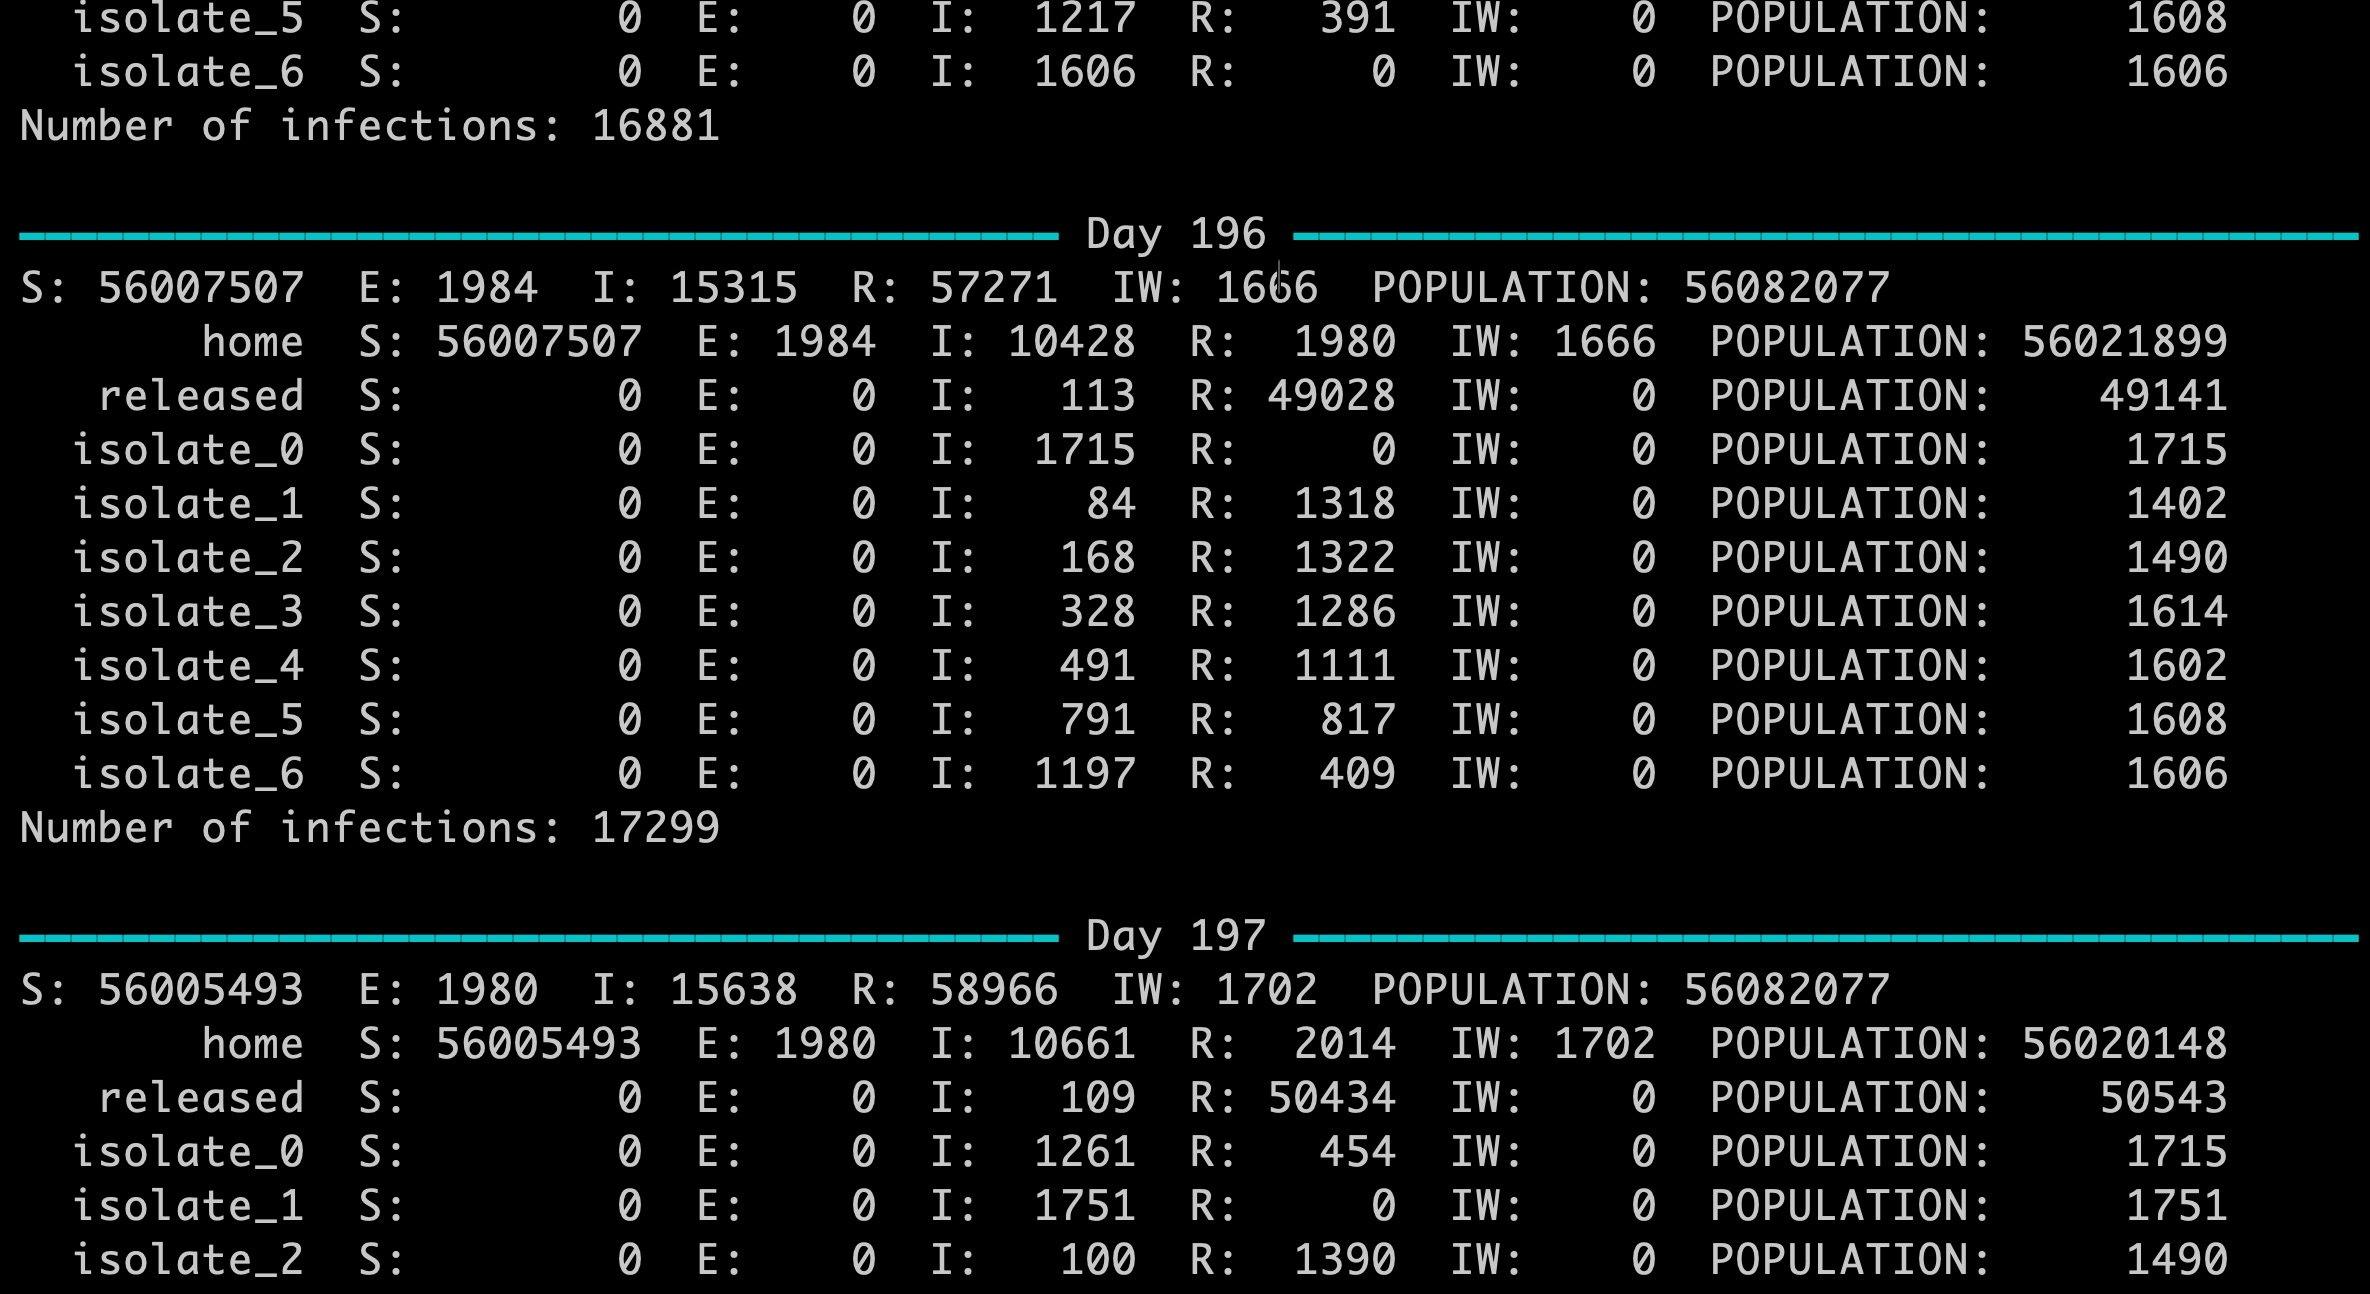 isolate_5 S: 0 E: 0 I: 1217 R: 391 IW: 0 POPULATION: 1608
isolate_6 S: 0 E: 0 I: 1606 R: 0 IW: 0 POPULATION: 1606
Number of infections: 16881
Day 196
S: 56007507 E: 1984 I: 15315 R: 57271 IW: 1666 POPULATION: 56082077
home S: 56007507 E: 1984 I: 10428 R: 1980 IW: 1666 POPULATION: 56021899
released S: 0 E: 0 I: 113 R: 49028 IW: 0 POPULATION: 49141
isolate_0 S: 0 E: 0 I: 1715 R: 0 IW: 0 POPULATION: 1715
isolate_1 S: 0 E: 0 I: 84 R: 1318 IW: 0 POPULATION: 1402
isolate_2 S: 0 E: 0 I: 168 R: 1322 IW: 0 POPULATION: 1490
isolate_3 S: 0 E: 0 I: 328 R: 1286 IW: 0 POPULATION: 1614
isolate_4 S: 0 E: 0 I: 491 R: 1111 IW: 0 POPULATION: 1602
isolate_5 S: 0 E: 0 I: 791 R: 817 IW: 0 POPULATION: 1608
isolate_6 S: 0 E: 0 I: 1197 R: 409 IW: 0 POPULATION: 1606
Number of infections: 17299
Day 197
S: 56005493 E: 1980 I: 15638 R: 58966 IW: 1702 POPULATION: 56082077
home S: 56005493 E: 1980 I: 10661 R: 2014 IW: 1702 POPULATION: 56020148
released S: 0 E: 0 I: 109 R: 50434 IW: 0 POPULATION: 50543
isolate_0 S: 0 E: 0 I: 1261 R: 454 IW: 0 POPULATION: 1715
isolate_1 S: 0 E: 0 I: 1751 R: 0 IW: 0 POPULATION: 1751
isolate_2 S: 0 E: 0 I: 100 R: 1390 IW: 0 POPULATION: 1490